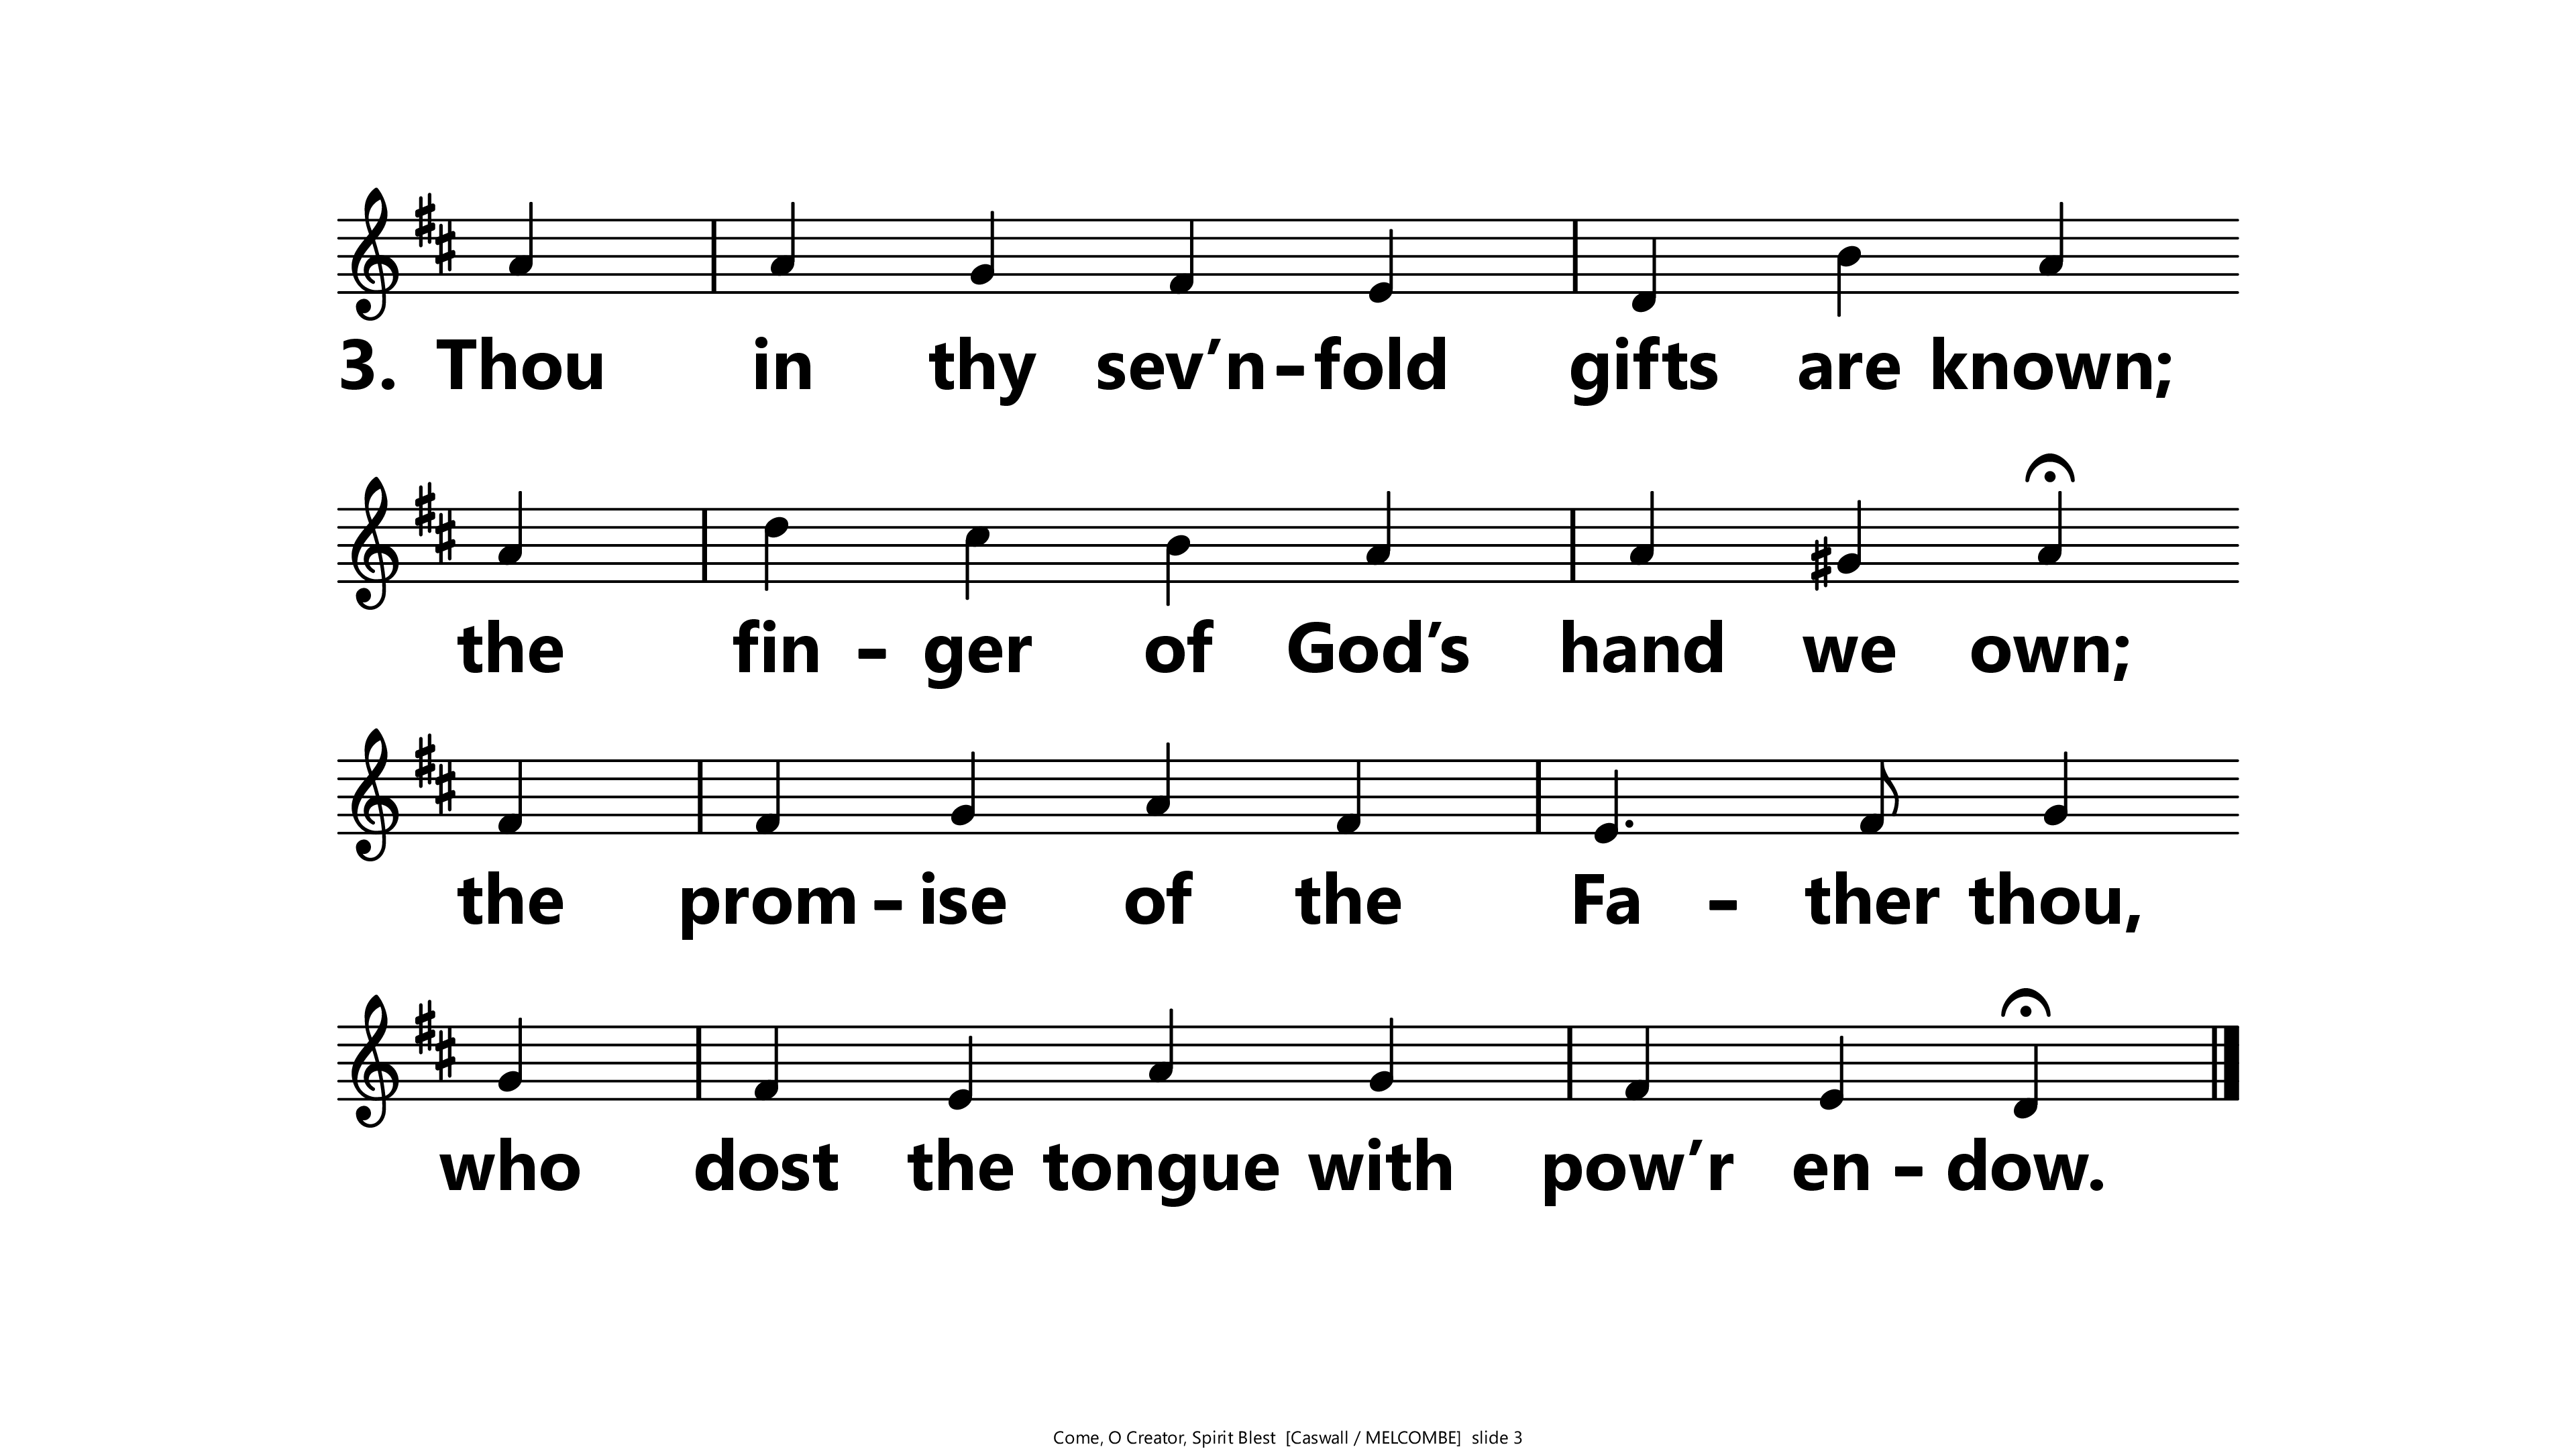 3. Thou in thy sev’n-fold gifts are known;
the fin - ger of God’s hand we own;
the prom - ise of the Fa - ther thou,
who dost the tongue with pow’r en - dow.
Come, O Creator, Spirit Blest [Caswall / MELCOMBE] slide 3